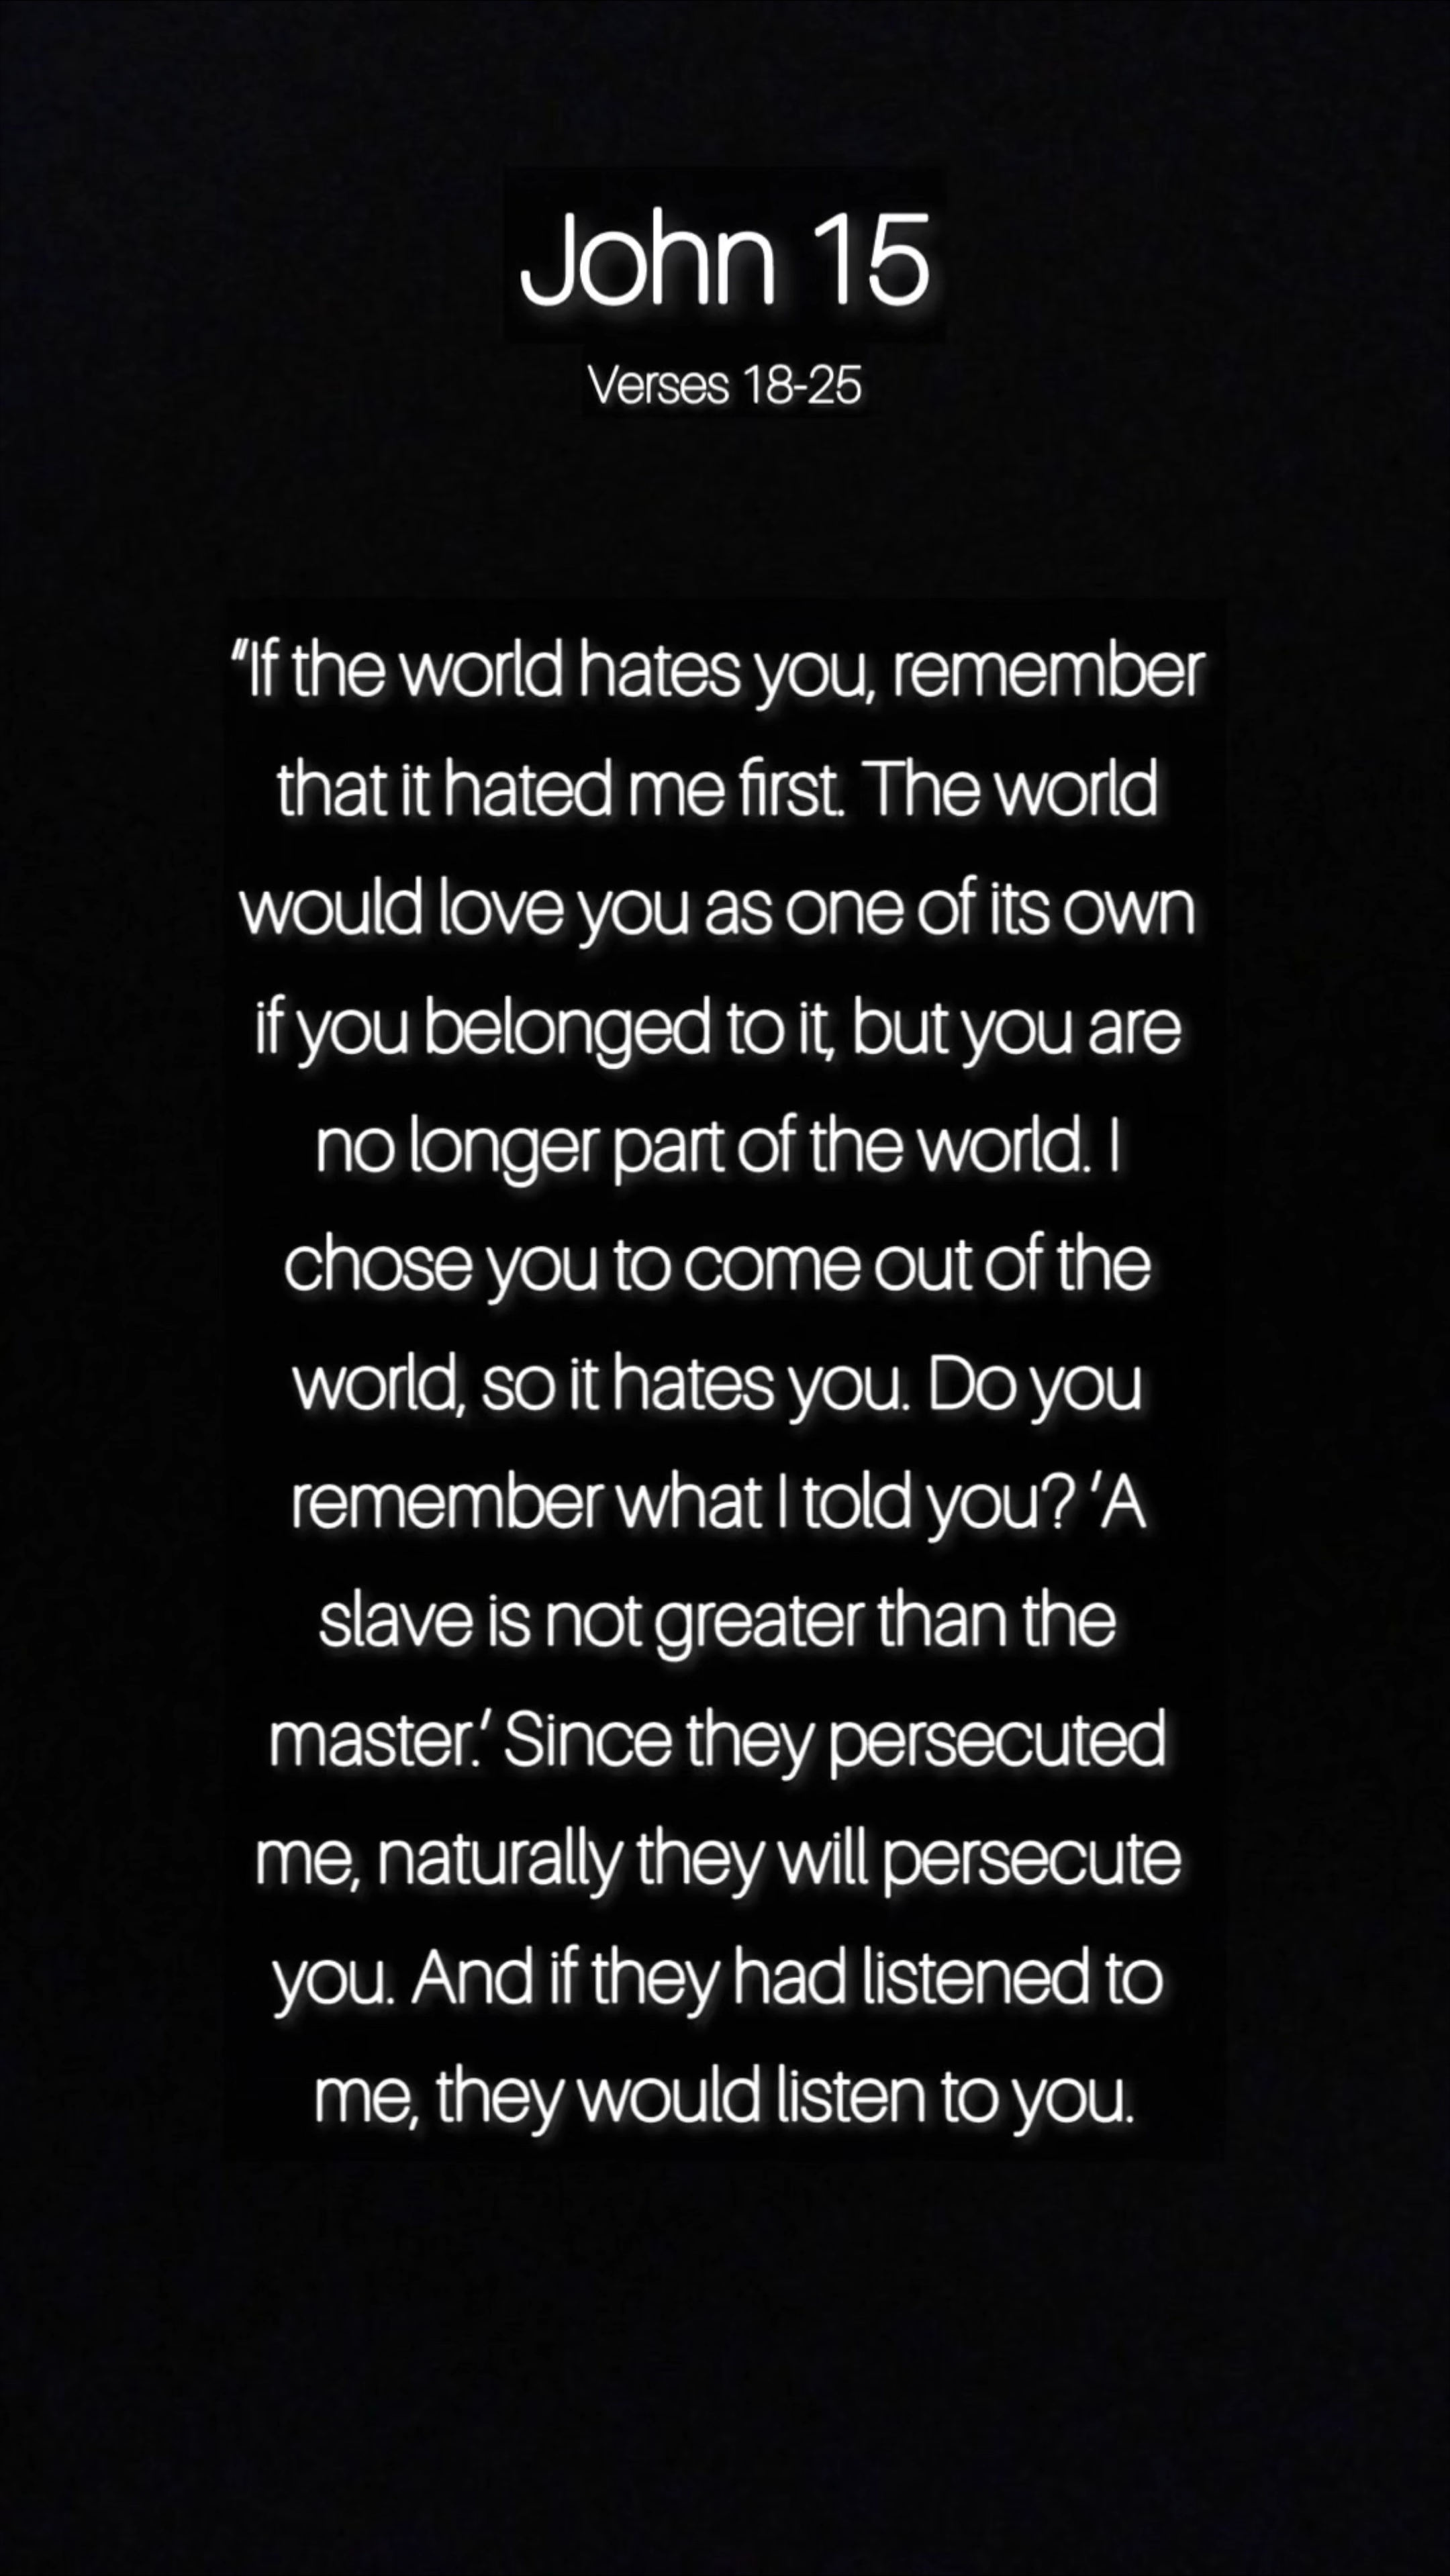 John 15
Verses 18-25
“If the world hates you, remember
that it hated me first. The world
would love you as one of its own
if you belonged to it, but you are
no longer part of the world. I
chose you to come out of the
world, so it hates you. Do you
remember what I told you? ‘A
slave is not greater than the
master.’ Since they persecuted
me, naturally they will persecute
you. And if they had listened to
me, they would listen to you.